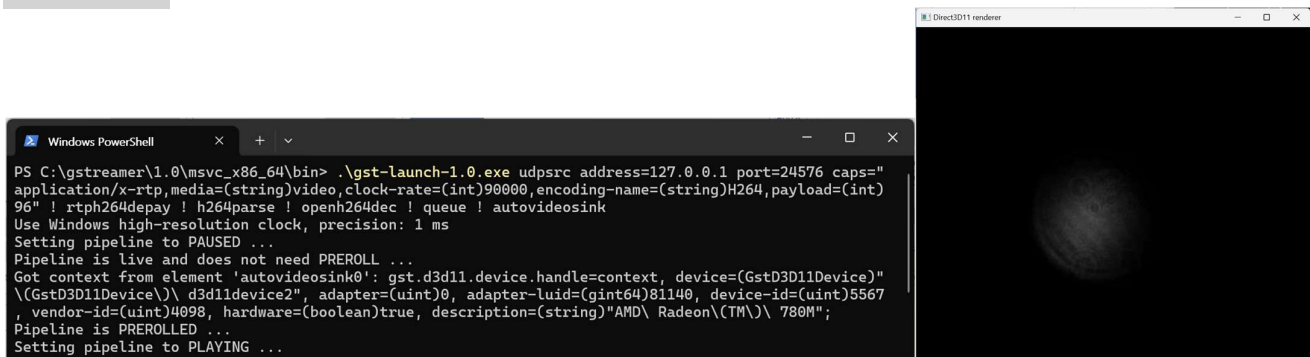 Direct3D11 renderer
Windows PowerShell
PS C:\gstreamer\1.0\msvc_x86_64\bin> .\gst-launch-1.0.exe udpsrc address=127.0.0.1 port=24576 caps="
application/x-rtp,media=(string)video,clock-rate=(int)90000,encoding-name=(string)H264,payload=(int)
96" ! rtph264depay ! h264parse ! openh264dec ! queue ! autovideosink
Use Windows high-resolution clock, precision: 1 ms
Setting pipeline to PAUSED ...
Pipeline is live and does not need PREROLL ...
Got context from element 'autovideosink0': gst.d3d11.device.handle=context, device=(GstD3D11Device)"
\(GstD3D11Device\)\ d3d11device2", adapter=(uint)0, adapter-luid=(gint64)81140, device-id=(uint)5567
, vendor-id=(uint)4098, hardware=(boolean)true, description=(string)"AMD\ Radeon\(TM\)\ 780M";
Pipeline is PREROLLED ...
Setting pipeline to PLAYING ...